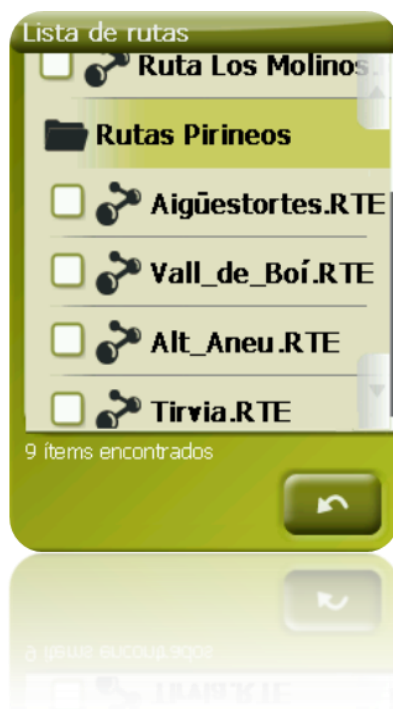 Lista de rutas
Ruta Los Molinos.
Rutas Pirineos
Aigüestortes.RTE
Vall_de_Boí.RTE
Alt_Aneu.RTE
Tirvia.RTE
9 ítems encontrados